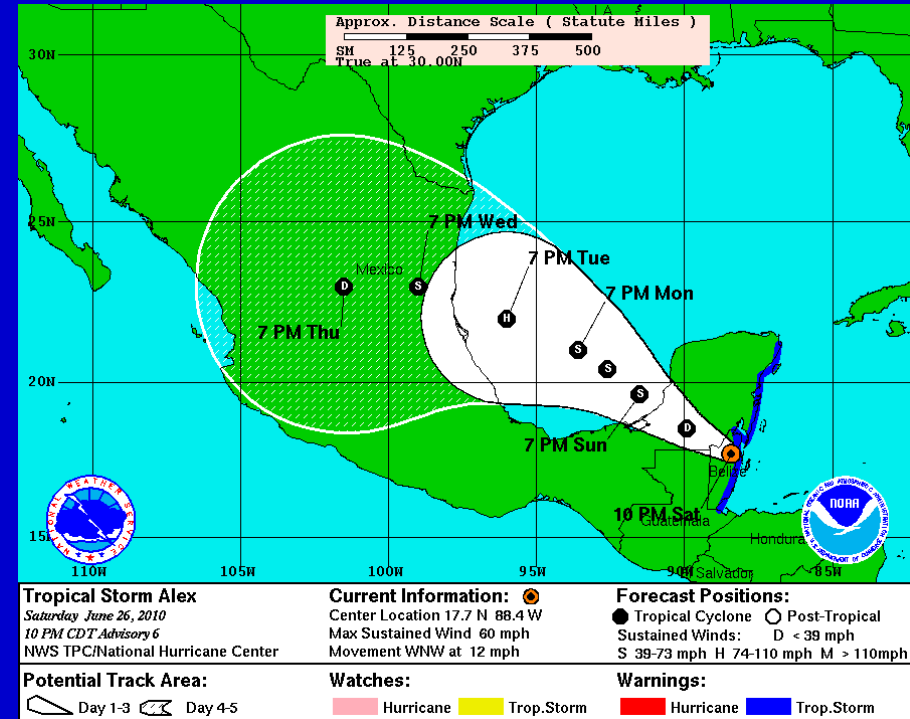 Approx. Distance Scale ( Statute Miles )
SM 125 250 375 500
True at 30.00N
30N
25N
20N
15N
110W 105W 100W 95W 90W 85W
7 PM Wed
Mexico
7 PM Tue
7 PM Mon
7 PM Thu
7 PM Sun
Belize
10 PM Sat
Guatemala
Hondura
El Salvador
D
S
H
S
S
S
D
NATIONAL WEATHER SERVICE
NOAA
Tropical Storm Alex
Saturday June 26, 2010
10 PM CDT Advisory 6
NWS TPC/National Hurricane Center
Current Information:
Center Location 17.7 N 88.4 W
Max Sustained Wind 60 mph
Movement WNW at 12 mph
Forecast Positions:
Tropical Cyclone Post-Tropical
Sustained Winds: D < 39 mph
S 39-73 mph H 74-110 mph M > 110mph
Potential Track Area:
Day 1-3 Day 4-5
Watches:
Hurricane Trop.Storm
Warnings:
Hurricane Trop.Storm